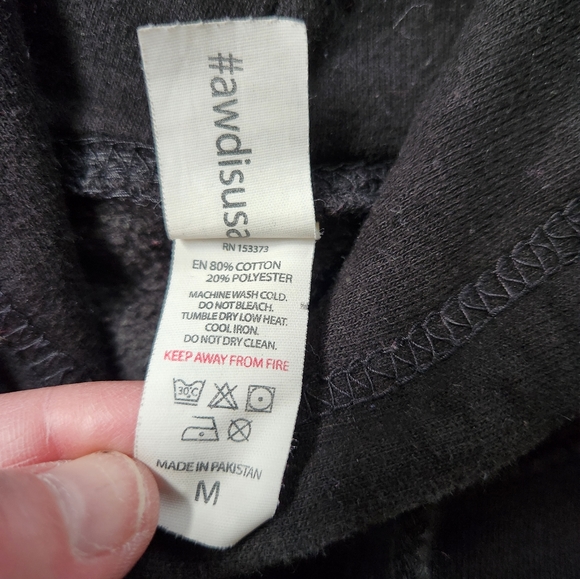 #awdisusa
RN 153373
EN 80% COTTON
20% POLYESTER
MACHINE WASH COLD.
DO NOT BLEACH.
TUMBLE DRY LOW HEAT.
COOL IRON.
DO NOT DRY CLEAN.
KEEP AWAY FROM FIRE
30°C
MADE IN PAKISTAN
M